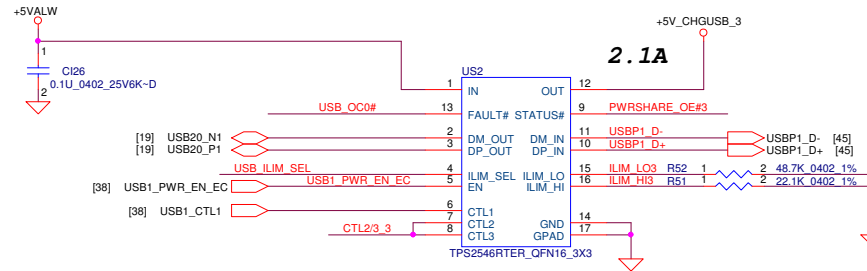 +5VALW
+5V_CHGUSB_3
2.1A
1
CI26
0.1U_0402_25V6K~D
2
US2
1 IN OUT 12
USB_OC0# 13 FAULT# STATUS# 9 PWRSHARE_OE#3
[19] USB20_N1 2 DM_OUT DM_IN 11 USBP1_D- USBP1_D- [45]
[19] USB20_P1 3 DP_OUT DP_IN 10 USBP1_D+ USBP1_D+ [45]
USB_ILIM_SEL 4 ILIM_SEL ILIM_LO 15 ILIM_LO3 R52 1 2 48.7K_0402_1%
[38] USB1_PWR_EN_EC USB1_PWR_EN_EC 5 EN ILIM_HI 16 ILIM_HI3 R51 1 2 22.1K_0402_1%
[38] USB1_CTL1 6 CTL1
7 CTL2 GND 14
CTL2/3_3 8 CTL3 GPAD 17
TPS2546RTER_QFN16_3X3